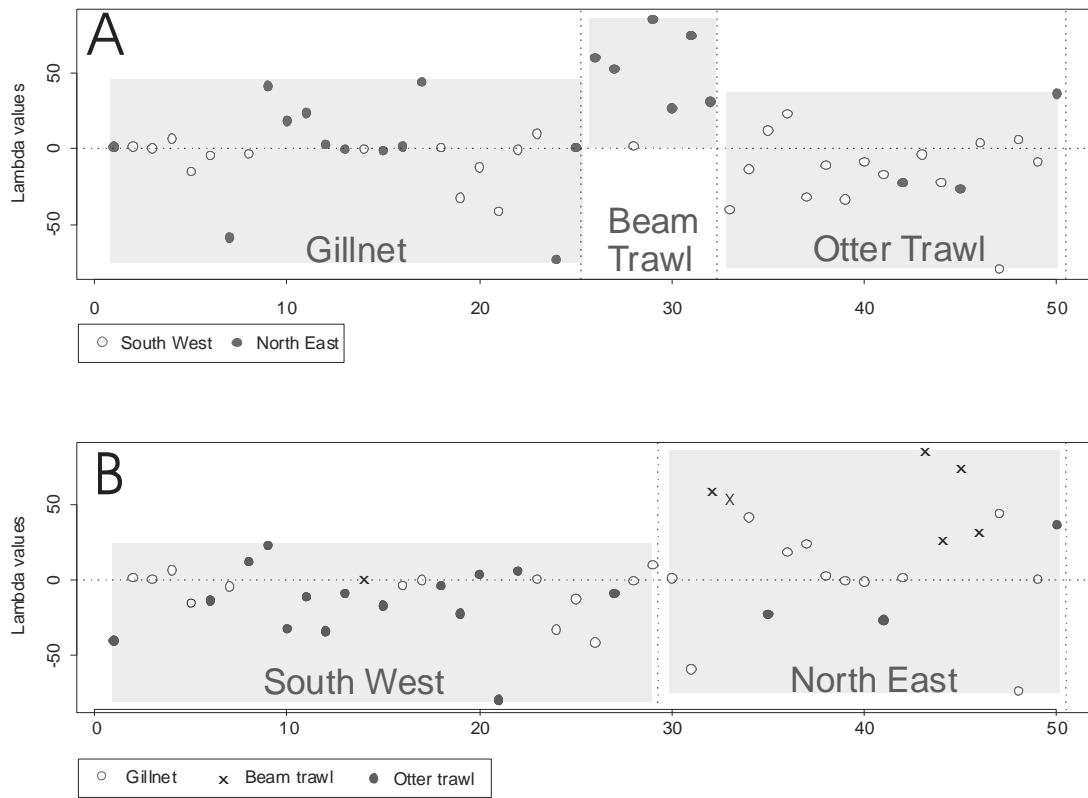 A
Lambda values
50
0
-50
Gillnet
Beam
Trawl
Otter Trawl
0 10 20 30 40 50
South West North East
B
Lambda values
50
0
-50
South West
North East
0 10 20 30 40 50
Gillnet Beam trawl Otter trawl